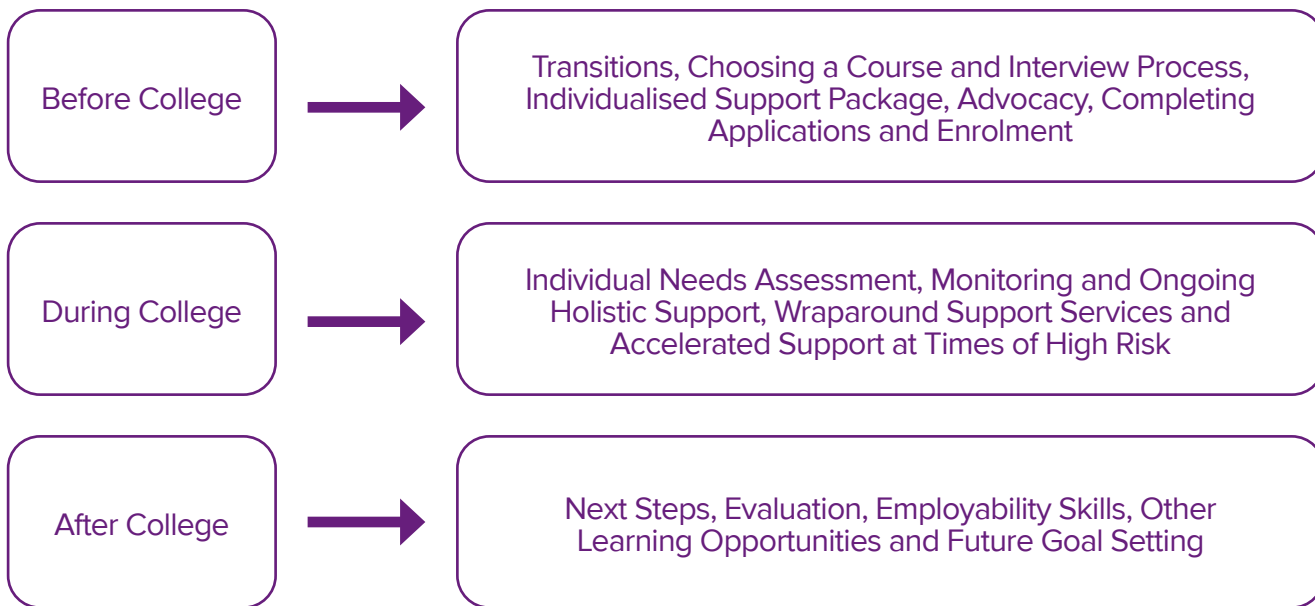 Before College
Transitions, Choosing a Course and Interview Process,
Individualised Support Package, Advocacy, Completing
Applications and Enrolment
During College
Individual Needs Assessment, Monitoring and Ongoing
Holistic Support, Wraparound Support Services and
Accelerated Support at Times of High Risk
After College
Next Steps, Evaluation, Employability Skills, Other
Learning Opportunities and Future Goal Setting